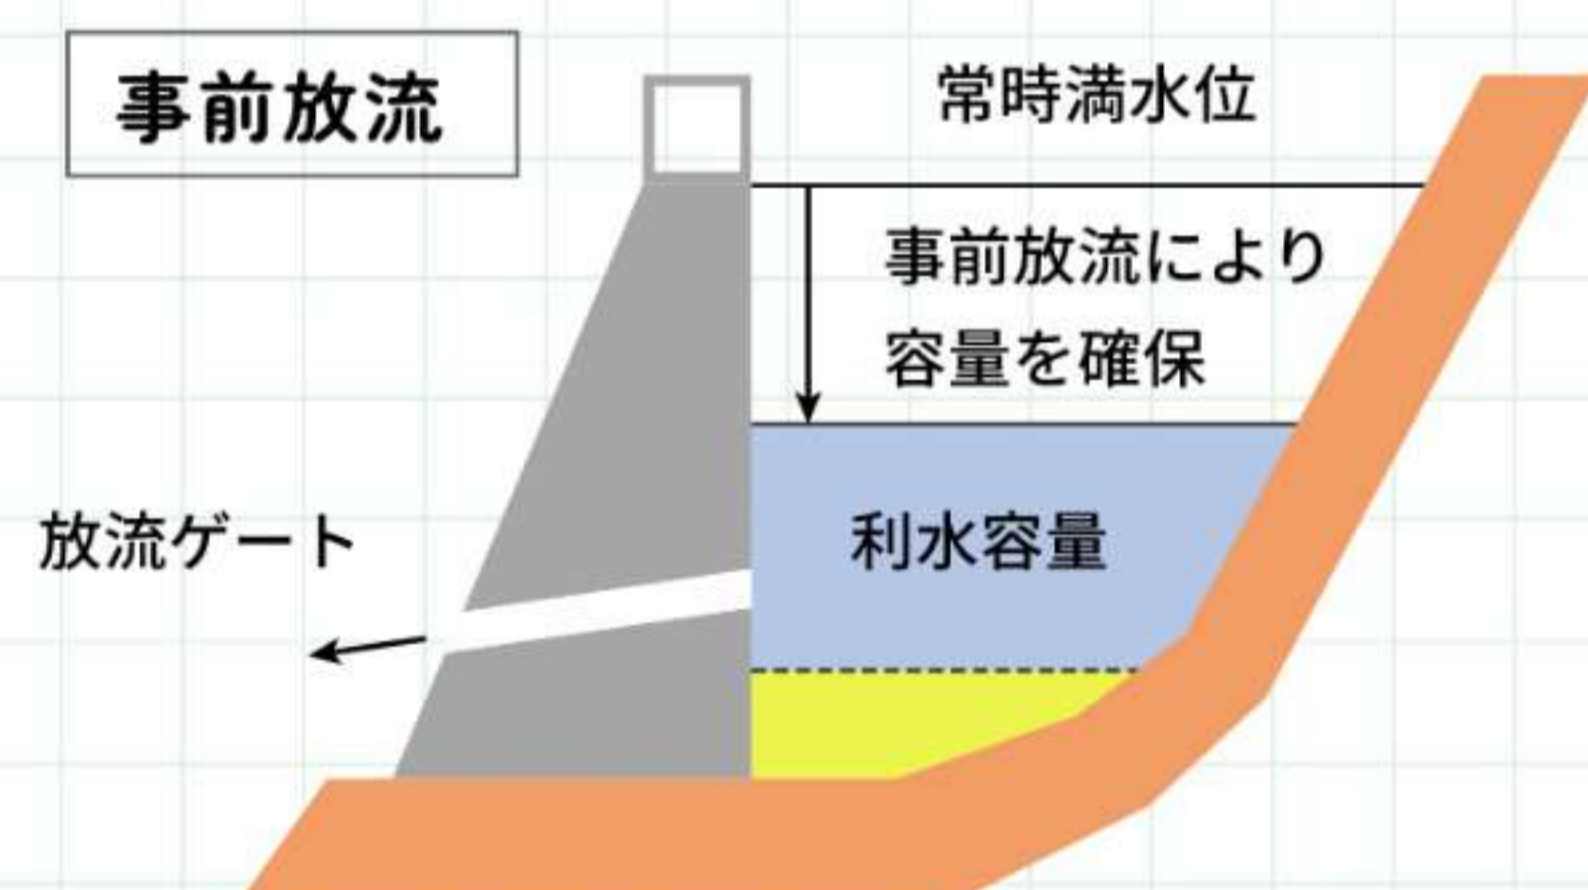 事前放流
常時満水位
事前放流により
容量を確保
放流ゲート
利水容量